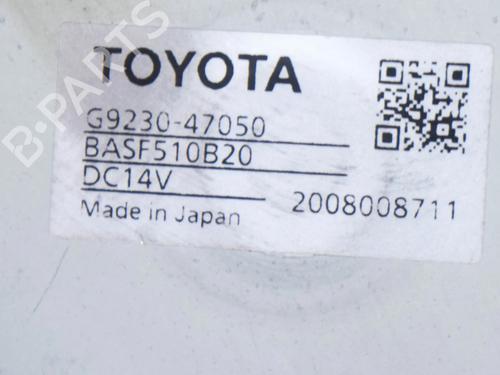 TOYOTA
G9230-47050
BASF510B20
DC14V
Made in Japan 2008008711
B-PARTS